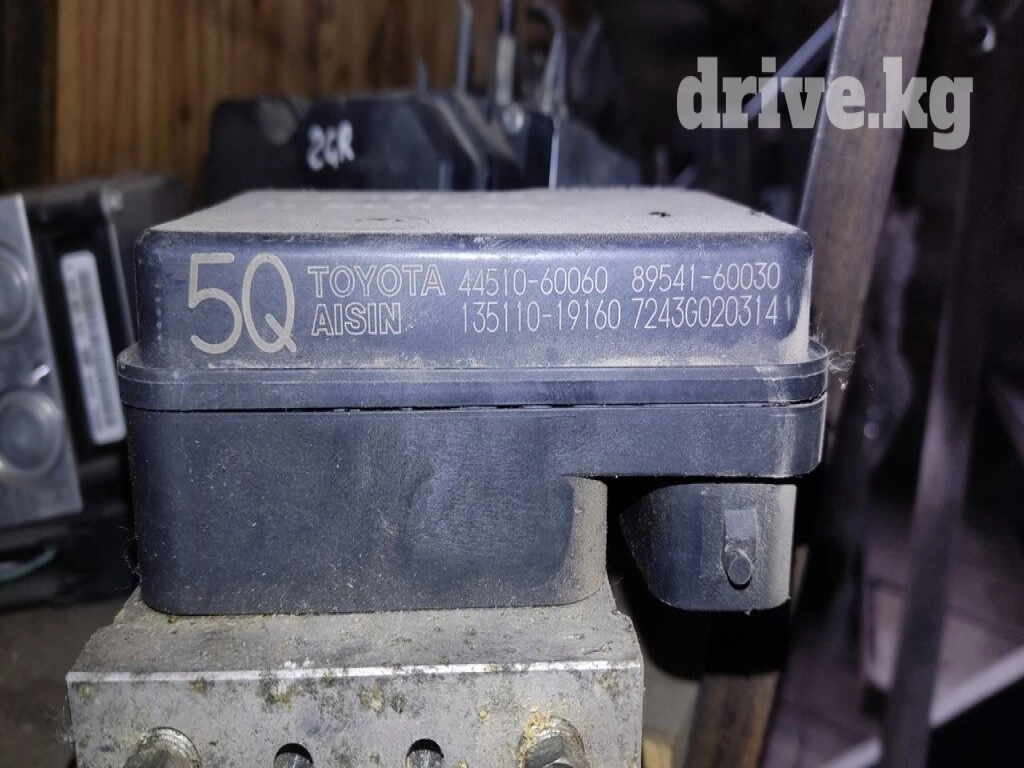 drive.kg
2GR
5Q TOYOTA 44510-60060 89541-60030
AISIN 135110-19160 7243G020314